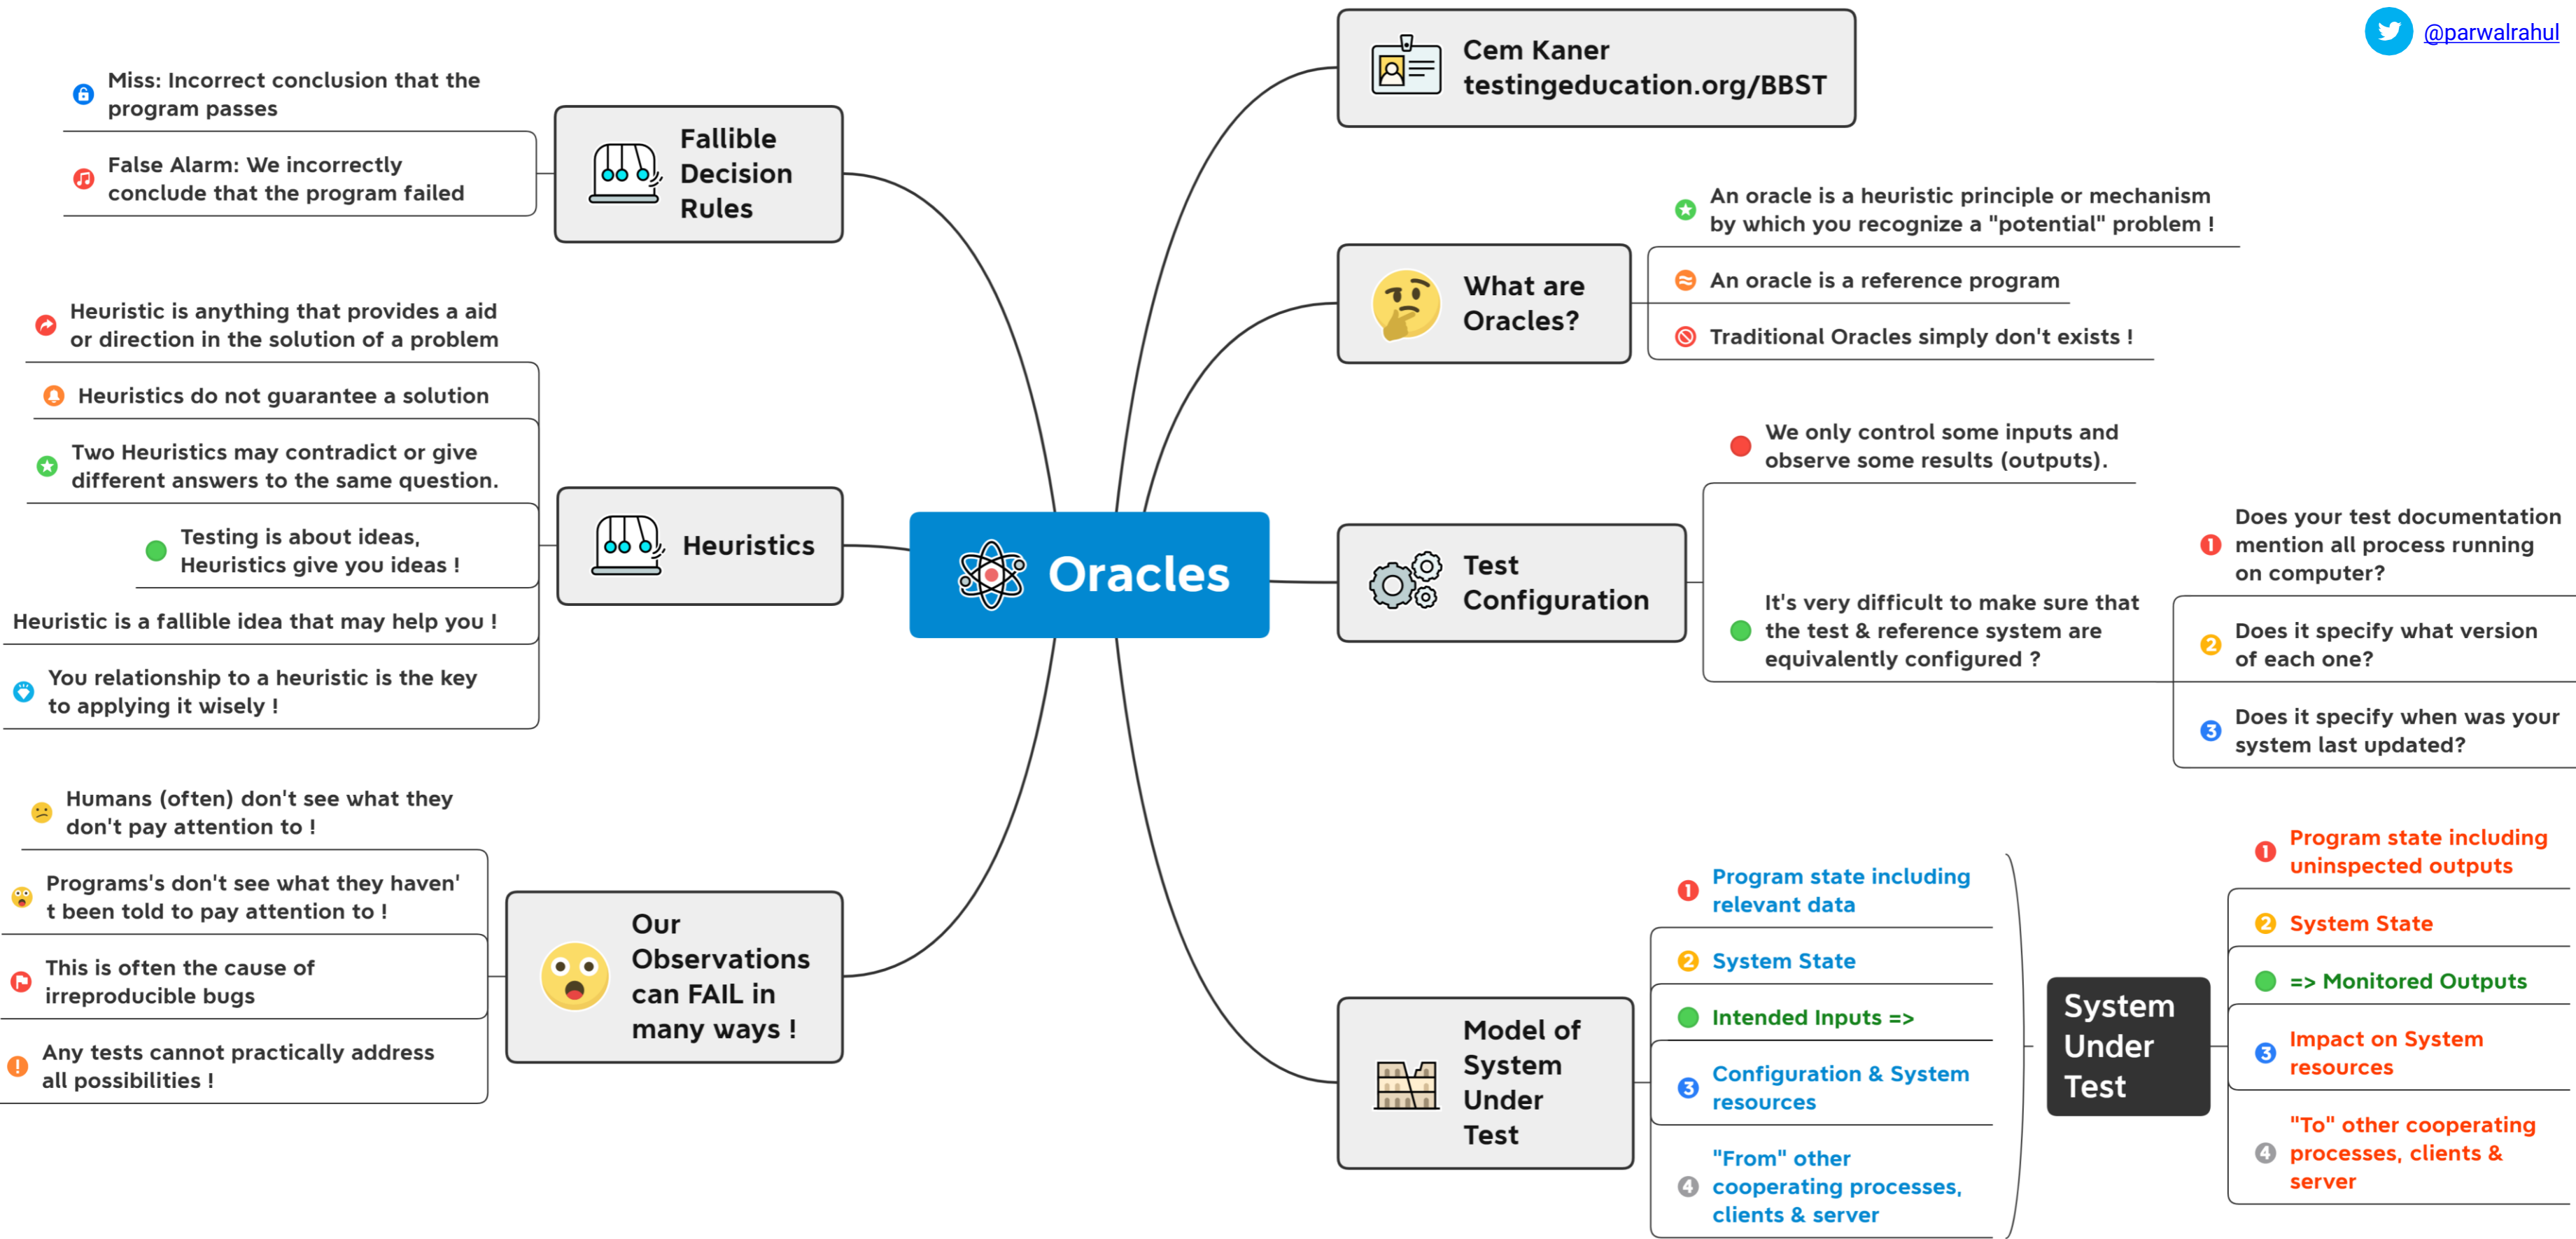 @parwalrahul
Oracles
Cem Kaner
testingeducation.org/BBST
What are
Oracles?
An oracle is a heuristic principle or mechanism
by which you recognize a "potential" problem !
An oracle is a reference program
Traditional Oracles simply don't exists !
Test
Configuration
We only control some inputs and
observe some results (outputs).
It's very difficult to make sure that
the test & reference system are
equivalently configured ?
1
Does your test documentation
mention all process running
on computer?
2
Does it specify what version
of each one?
3
Does it specify when was your
system last updated?
Model of
System
Under
Test
1
Program state including
relevant data
2
System State
Intended Inputs =>
3
Configuration & System
resources
4
"From" other
cooperating processes,
clients & server
System
Under
Test
1
Program state including
uninspected outputs
2
System State
=> Monitored Outputs
3
Impact on System
resources
4
"To" other cooperating
processes, clients &
server
Fallible
Decision
Rules
Miss: Incorrect conclusion that the
program passes
False Alarm: We incorrectly
conclude that the program failed
Heuristics
Heuristic is anything that provides a aid
or direction in the solution of a problem
Heuristics do not guarantee a solution
Two Heuristics may contradict or give
different answers to the same question.
Testing is about ideas,
Heuristics give you ideas !
Heuristic is a fallible idea that may help you !
You relationship to a heuristic is the key
to applying it wisely !
Our
Observations
can FAIL in
many ways !
Humans (often) don't see what they
don't pay attention to !
Programs's don't see what they haven'
t been told to pay attention to !
This is often the cause of
irreproducible bugs
Any tests cannot practically address
all possibilities !